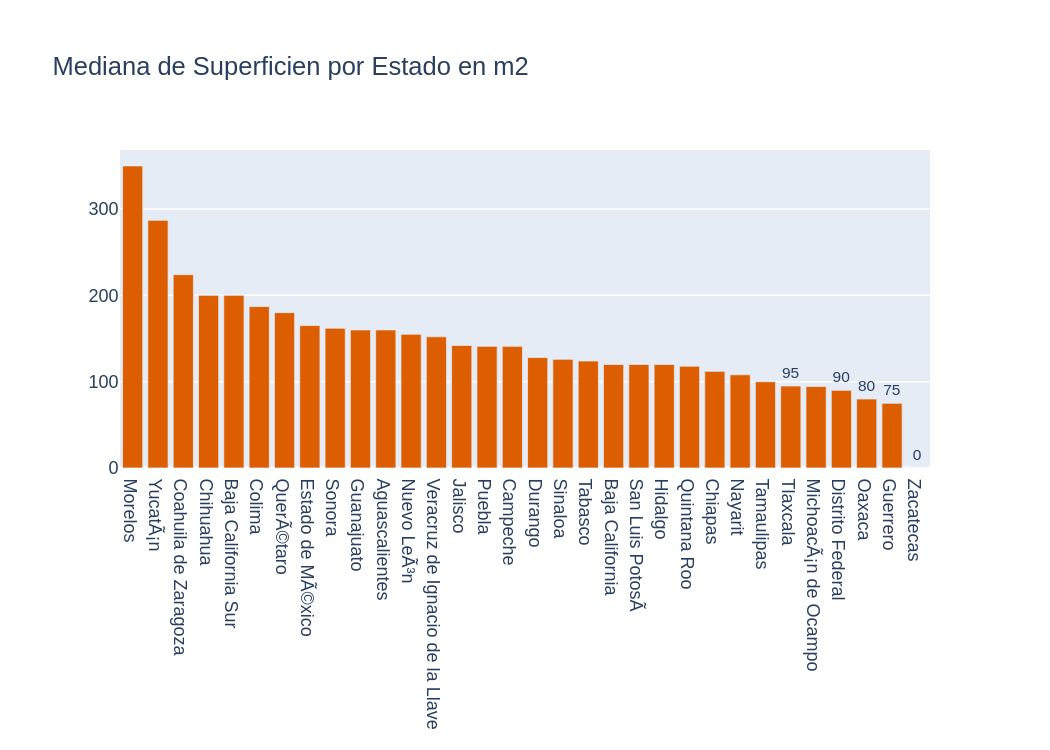 Mediana de Superficien por Estado en m2
300
200
100
0
95
90
80
75
0
Morelos
YucatÃ¡n
Coahuila de Zaragoza
Chihuahua
Baja California Sur
Colima
QuerÃ©taro
Estado de MÃ©xico
Sonora
Guanajuato
Aguascalientes
Nuevo LeÃ³n
Veracruz de Ignacio de la Llave
Jalisco
Puebla
Campeche
Durango
Sinaloa
Tabasco
Baja California
San Luis PotosÃ
Hidalgo
Quintana Roo
Chiapas
Nayarit
Tamaulipas
Tlaxcala
MichoacÃ¡n de Ocampo
Distrito Federal
Oaxaca
Guerrero
Zacatecas